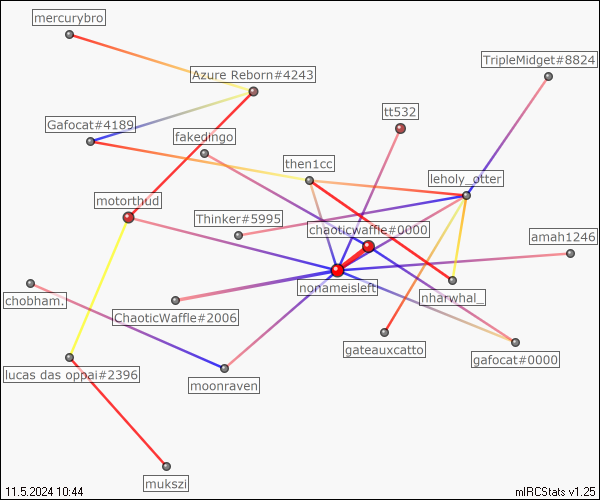 mercurybro
TripleMidget#8824
Azure Reborn#4243
tt532
Gafocat#4189
fakedingo
then1cc
leholy_otter
motorthud
Thinker#5995
chaoticwaffle#0000
amah1246
nonameisleft
nharwhal_
chobham.
ChaoticWaffle#2006
gateauxcatto
gafocat#0000
lucas das oppai#2396
moonraven
mukszi
11.5.2024 10:44
mIRCStats v1.25